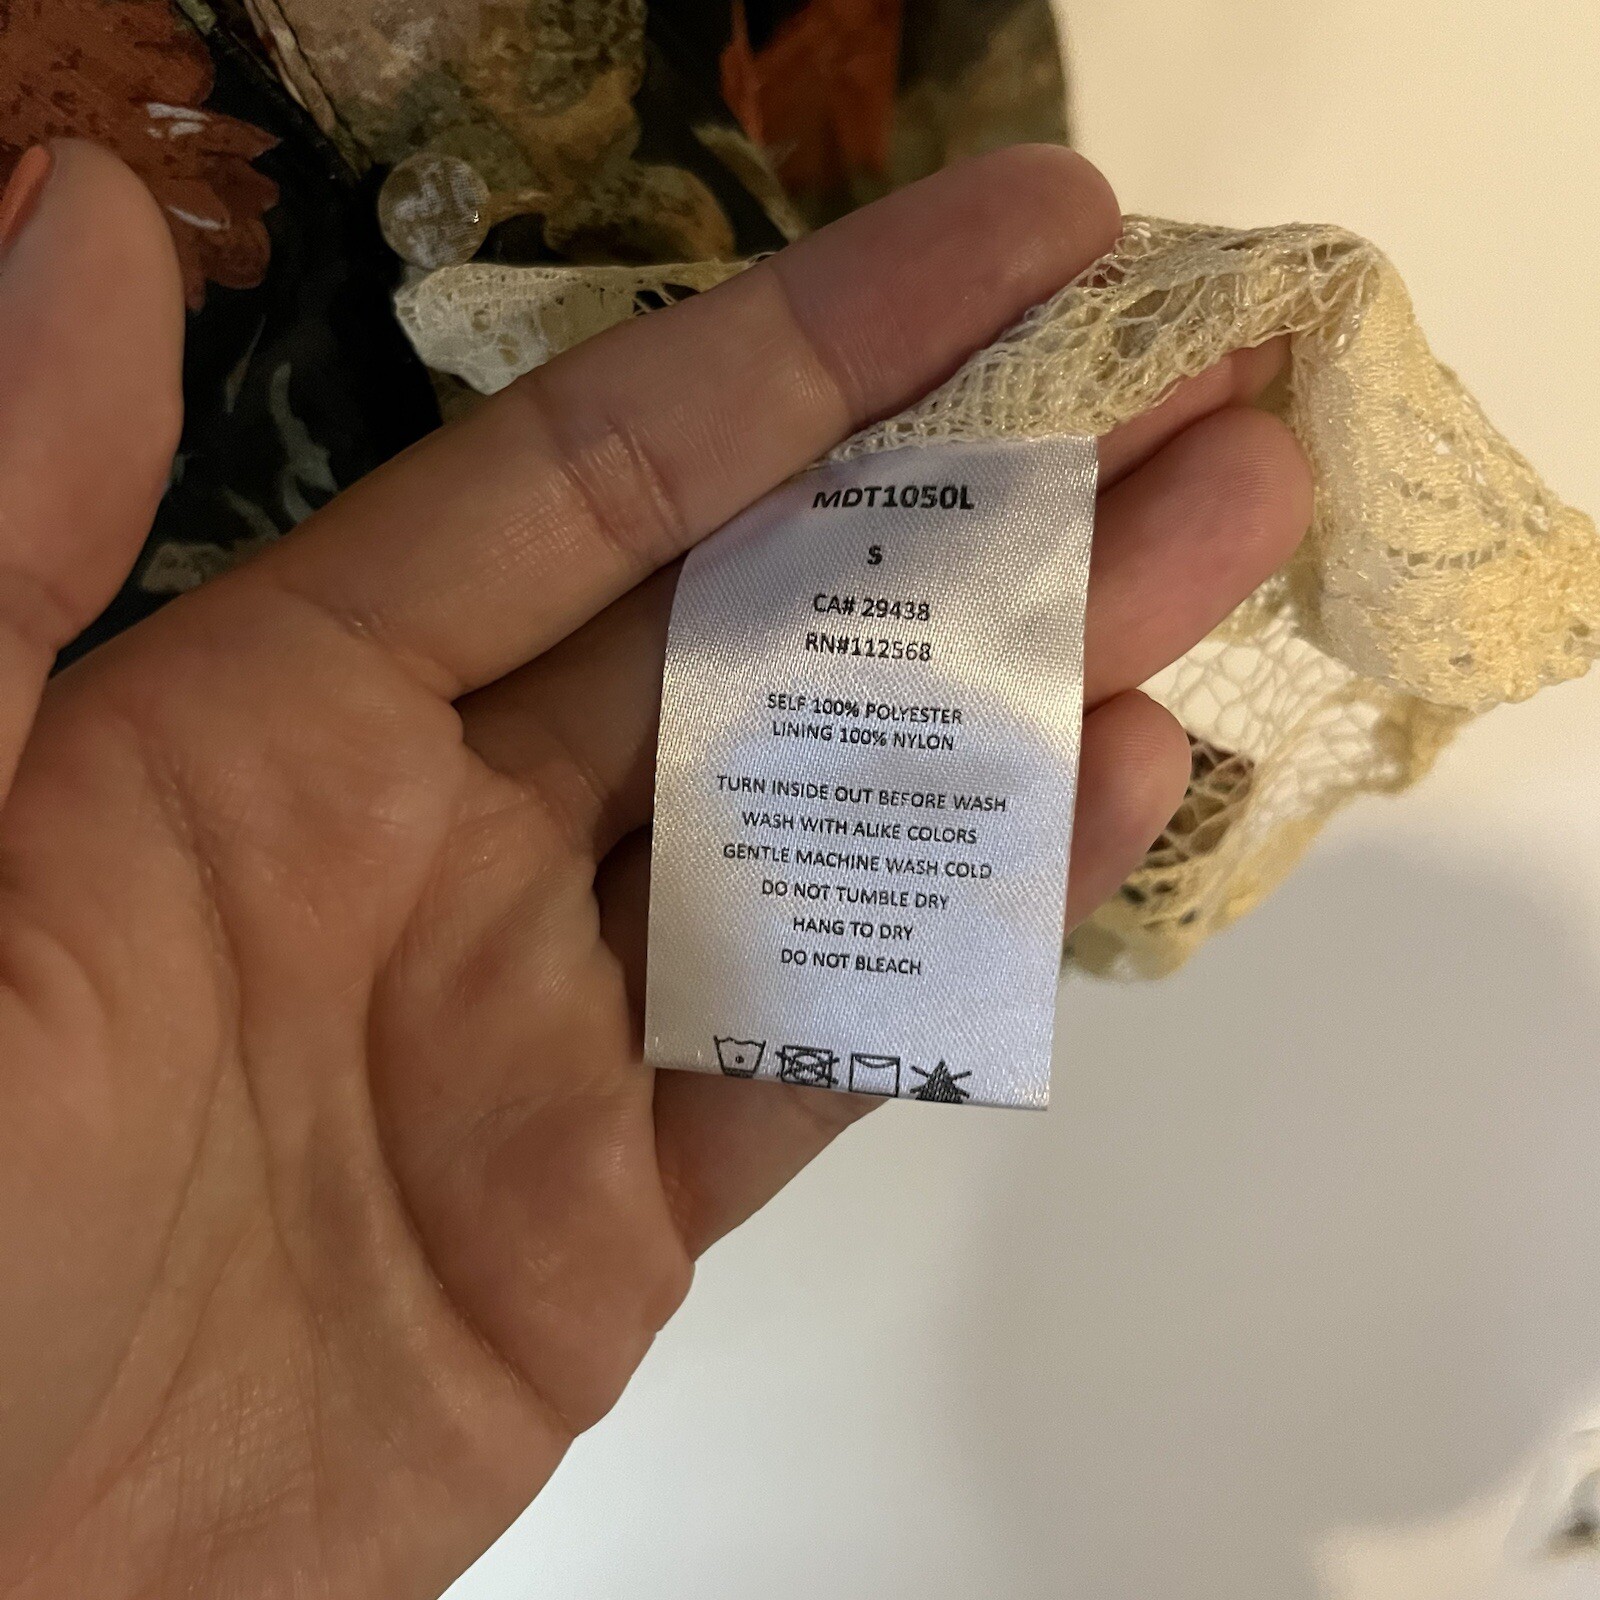 MDT1050L
S
CA# 29438
RN#112568
SELF 100% POLYESTER
LINING 100% NYLON
TURN INSIDE OUT BEFORE WASH
WASH WITH ALIKE COLORS
GENTLE MACHINE WASH COLD
DO NOT TUMBLE DRY
HANG TO DRY
DO NOT BLEACH